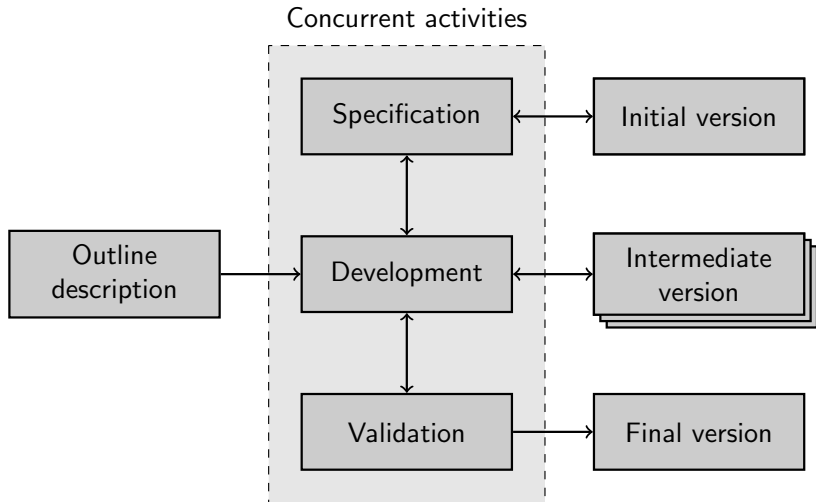 Concurrent activities
Specification
Initial version
Outline
description
Development
Intermediate
version
Validation
Final version